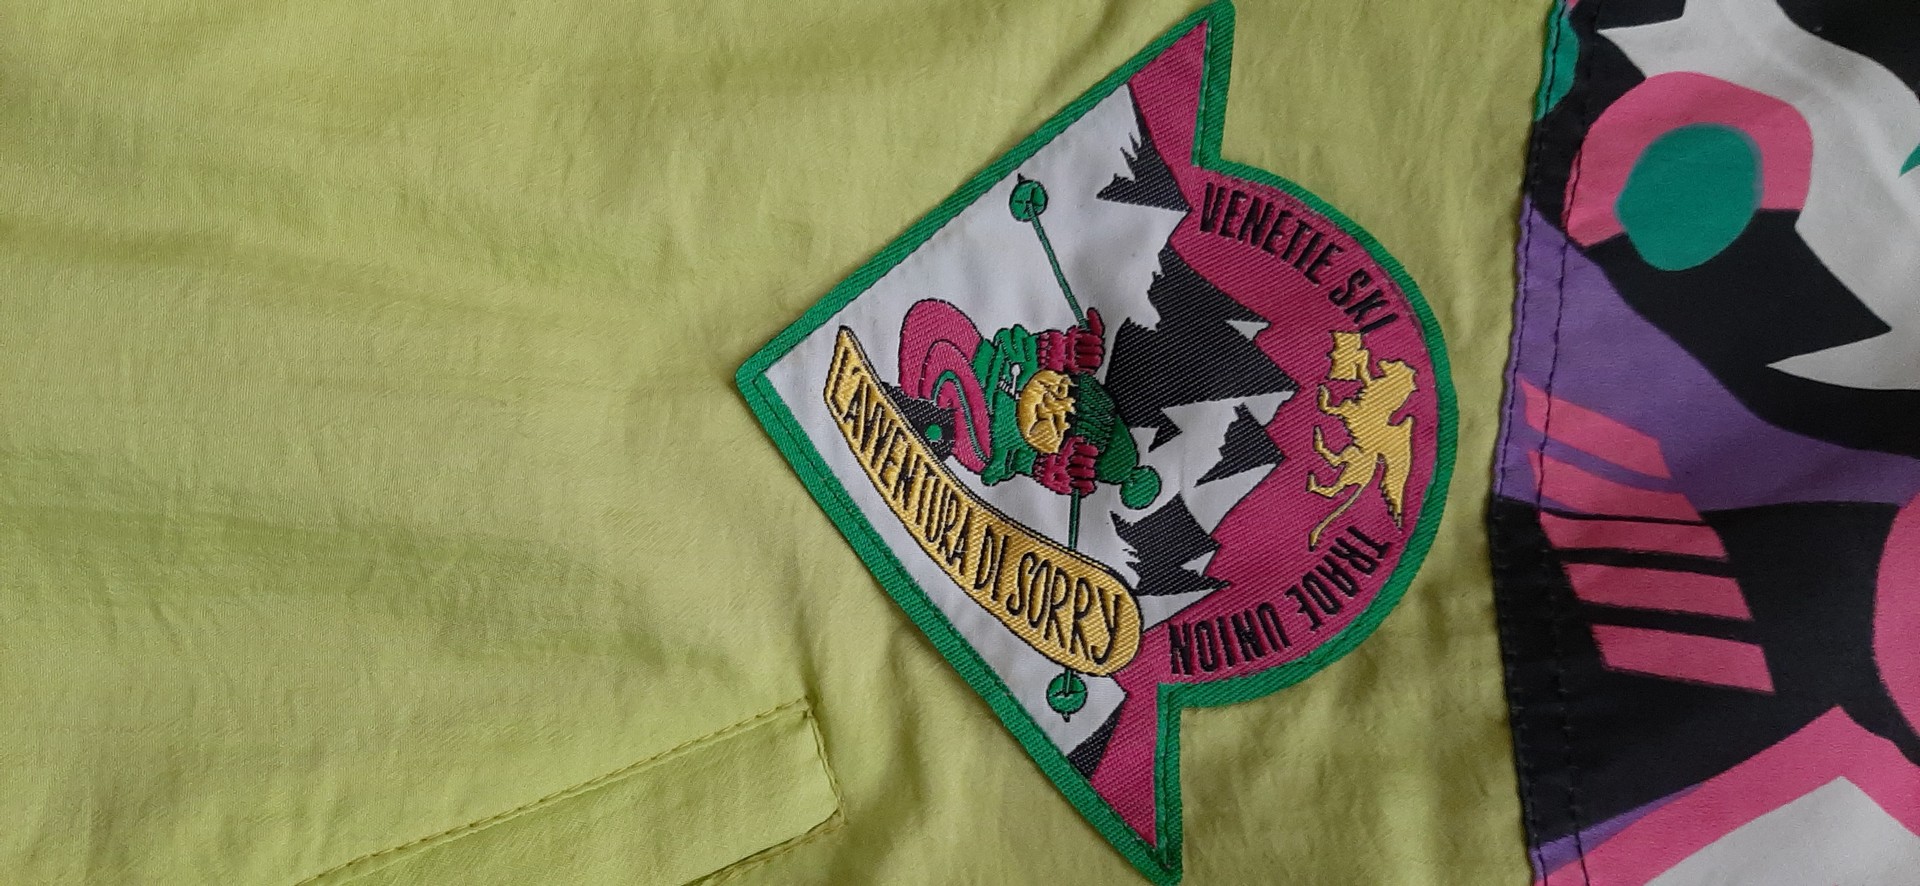 VENETIE SKI
TRADE UNION
L'AVVENTURA DI SORRY